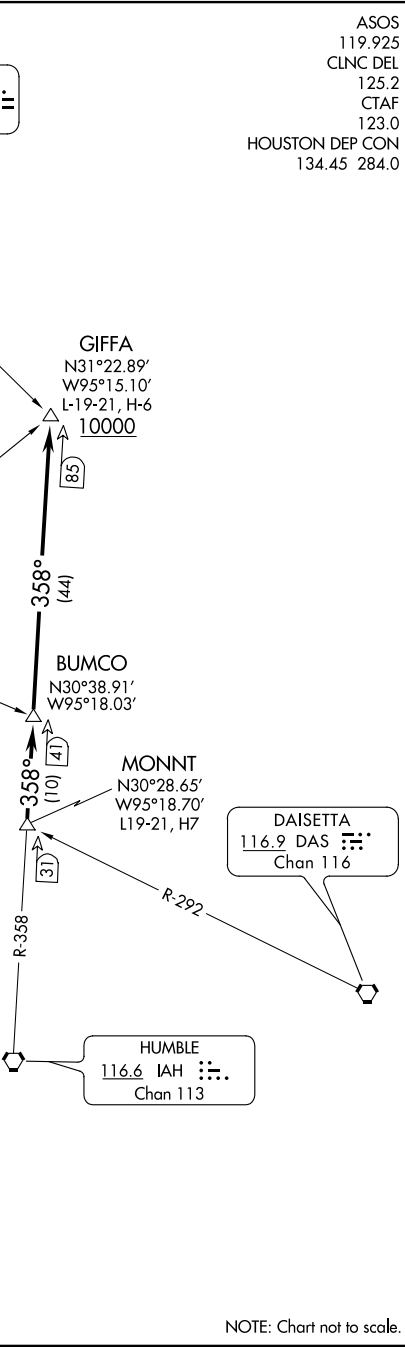 ASOS
119.925
CLNC DEL
125.2
CTAF
123.0
HOUSTON DEP CON
134.45 284.0
GIFFA
N31°22.89'
W95°15.10'
L-19-21, H-6
10000
85
358°
(44)
BUMCO
N30°38.91'
W95°18.03'
41
358°
(10)
MONNT
N30°28.65'
W95°18.70'
L19-21, H7
31
DAISETTA
116.9 DAS
Chan 116
R-292
R-358
HUMBLE
116.6 IAH
Chan 113
NOTE: Chart not to scale.